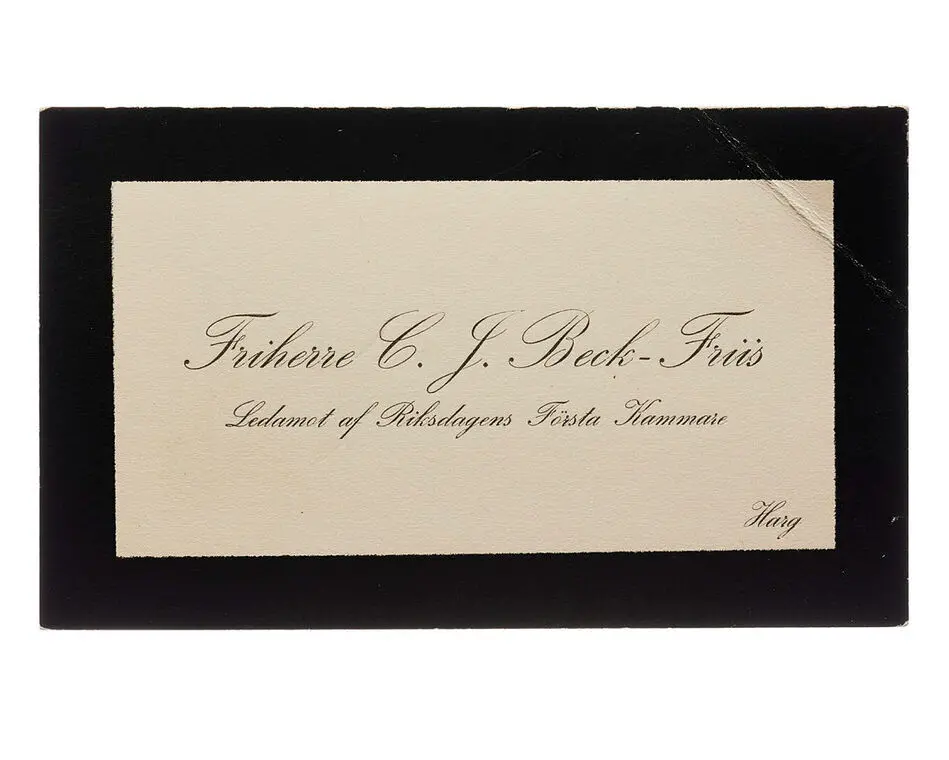 Friherre C. J. Beck-Friis
Ledamot af Riksdagens Första Kammare
Harg